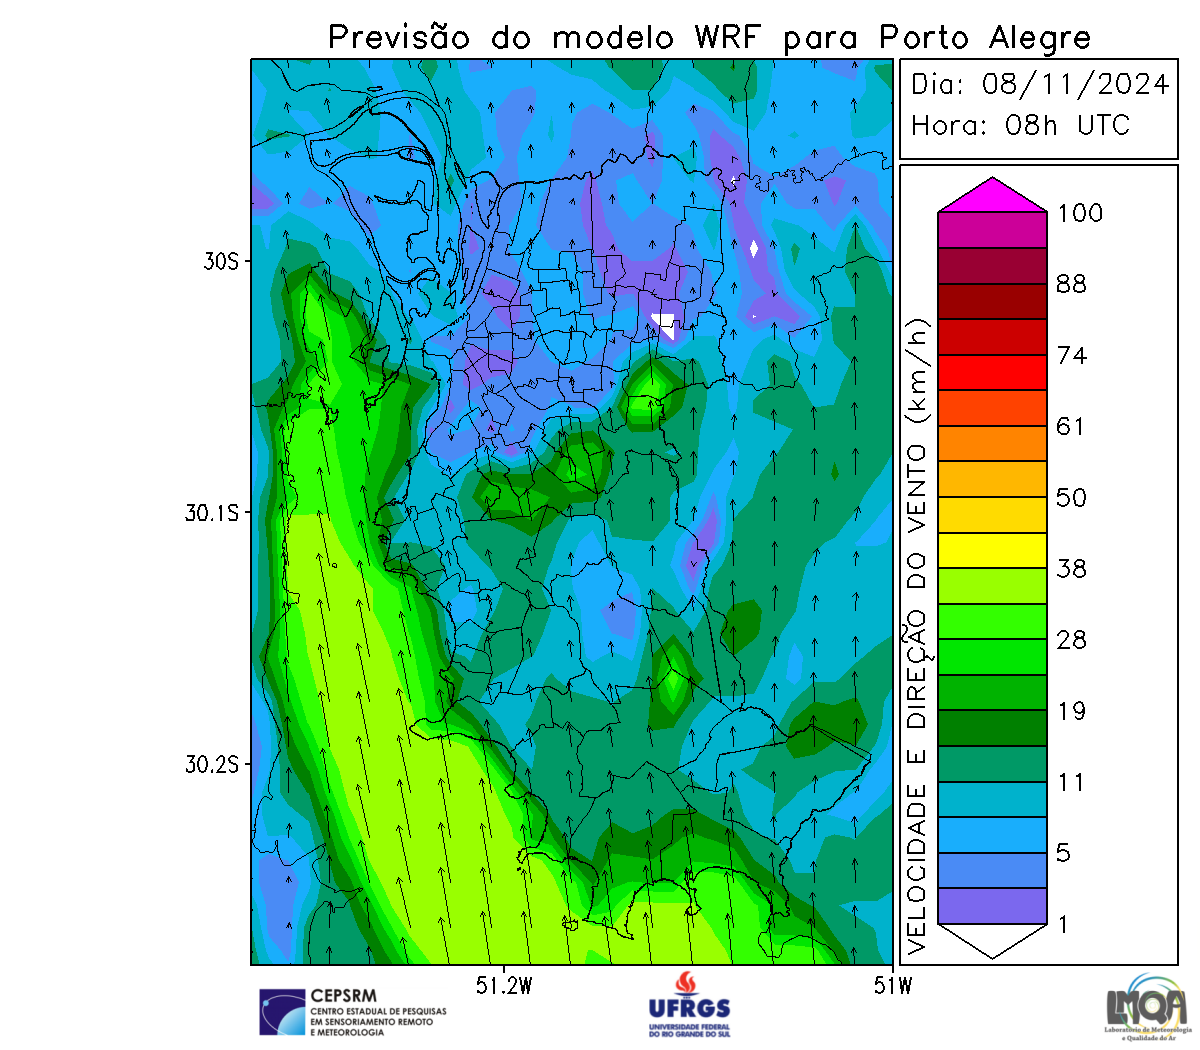 Previsão do modelo WRF para Porto Alegre
Dia: 08/11/2024
Hora: 08h UTC
30S
30.1S
30.2S
51.2W
51W
VELOCIDADE E DIREÇÃO DO VENTO (km/h)
100
88
74
61
50
38
28
19
11
5
1
CEPSRM
CENTRO ESTADUAL DE PESQUISAS
EM SENSORIAMENTO REMOTO
E METEOROLOGIA
UFRGS
UNIVERSIDADE FEDERAL
DO RIO GRANDE DO SUL
LMQA
Laboratório de Meteorologia
e Qualidade do Ar